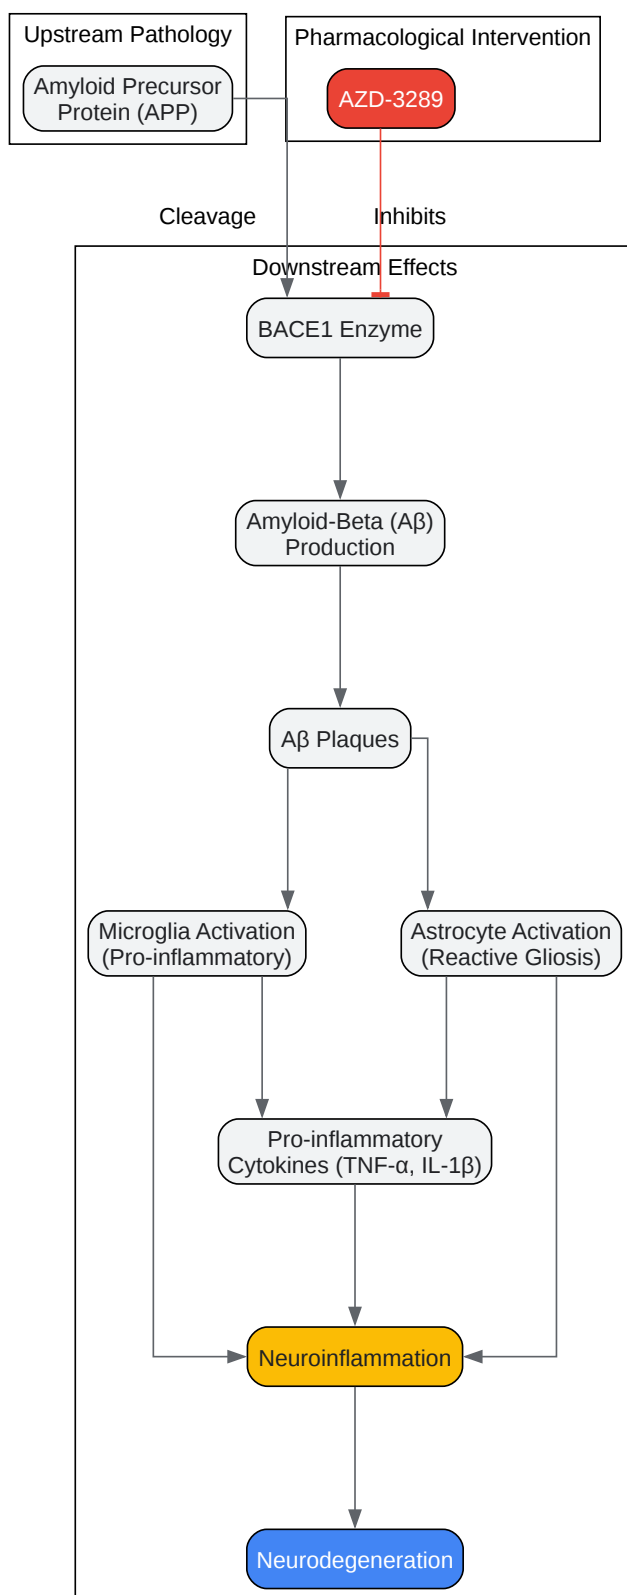 Upstream Pathology
Pharmacological Intervention
Amyloid Precursor
Protein (APP)
AZD-3289
Cleavage
Inhibits
Downstream Effects
BACE1 Enzyme
Amyloid-Beta (Aβ)
Production
Aβ Plaques
Microglia Activation
(Pro-inflammatory)
Astrocyte Activation
(Reactive Gliosis)
Pro-inflammatory
Cytokines (TNF-α, IL-1β)
Neuroinflammation
Neurodegeneration